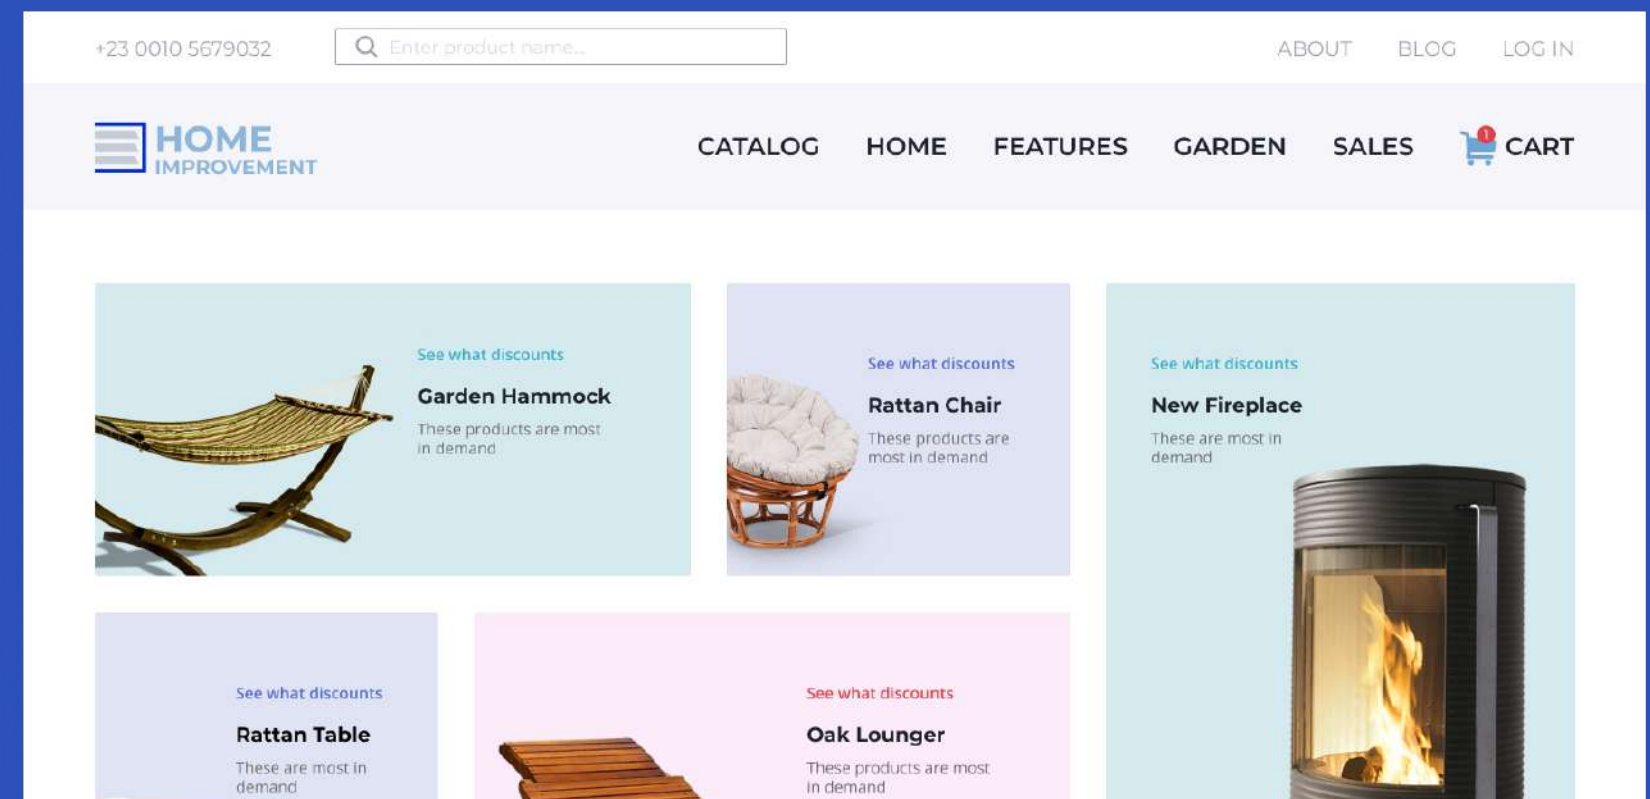 +23 0010 5679032
Enter product name...
ABOUT BLOG LOG IN
HOME
IMPROVEMENT
CATALOG HOME FEATURES GARDEN SALES 1 CART
See what discounts
Garden Hammock
These products are most
in demand
See what discounts
Rattan Chair
These products are
most in demand
See what discounts
New Fireplace
These are most in
demand
See what discounts
Rattan Table
These are most in
demand
See what discounts
Oak Lounger
These products are most
in demand